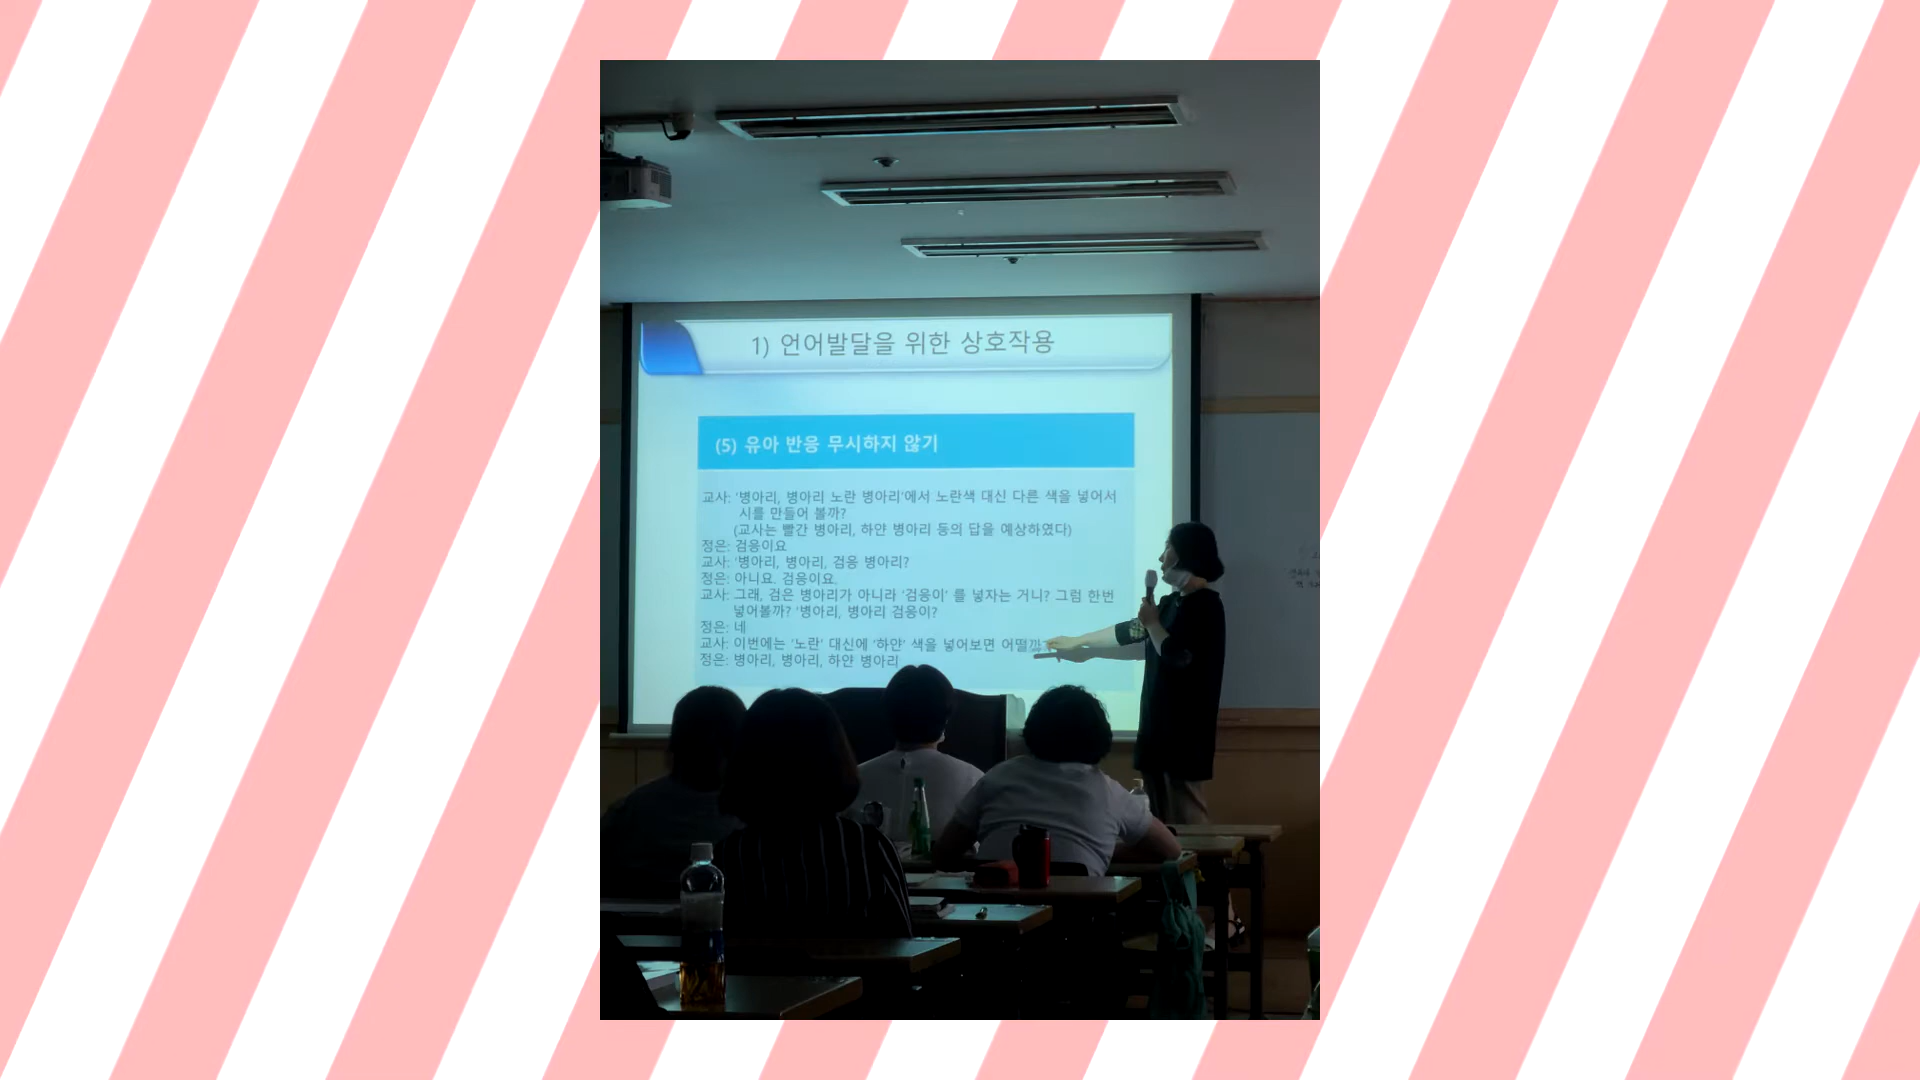 1) 언어발달을 위한 상호작용
(5) 유아 반응 무시하지 않기
교사: '병아리, 병아리 노란 병아리'에서 노란색 대신 다른 색을 넣어서
시를 만들어 볼까?
(교사는 빨간 병아리, 하얀 병아리 등의 답을 예상하였다)
정은: 검응이요
교사: '병아리, 병아리, 검응 병아리?
정은: 아니요. 검응이요.
교사: 그래, 검은 병아리가 아니라 '검응이' 를 넣자는 거니? 그럼 한번
넣어볼까? '병아리, 병아리 검응이?
정은: 네
교사: 이번에는 '노란' 대신에 '하얀' 색을 넣어보면 어떨까?
정은: 병아리, 병아리, 하얀 병아리